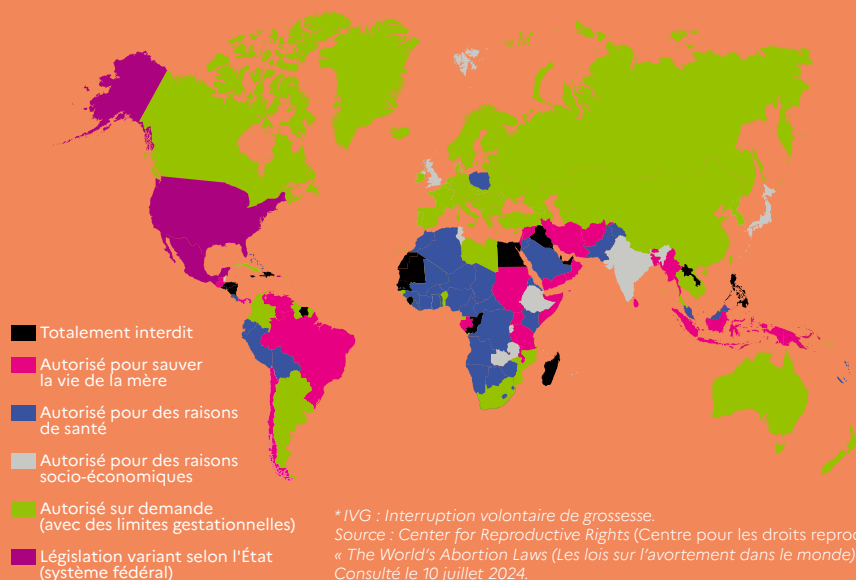 Totalement interdit
Autorisé pour sauver
la vie de la mère
Autorisé pour des raisons
de santé
Autorisé pour des raisons
socio-économiques
Autorisé sur demande
(avec des limites gestationnelles)
Législation variant selon l'État
(système fédéral)
*IVG : Interruption volontaire de grossesse.
Source : Center for Reproductive Rights (Centre pour les droits reprod
« The World's Abortion Laws (Les lois sur l'avortement dans le monde)
Consulté le 10 juillet 2024.